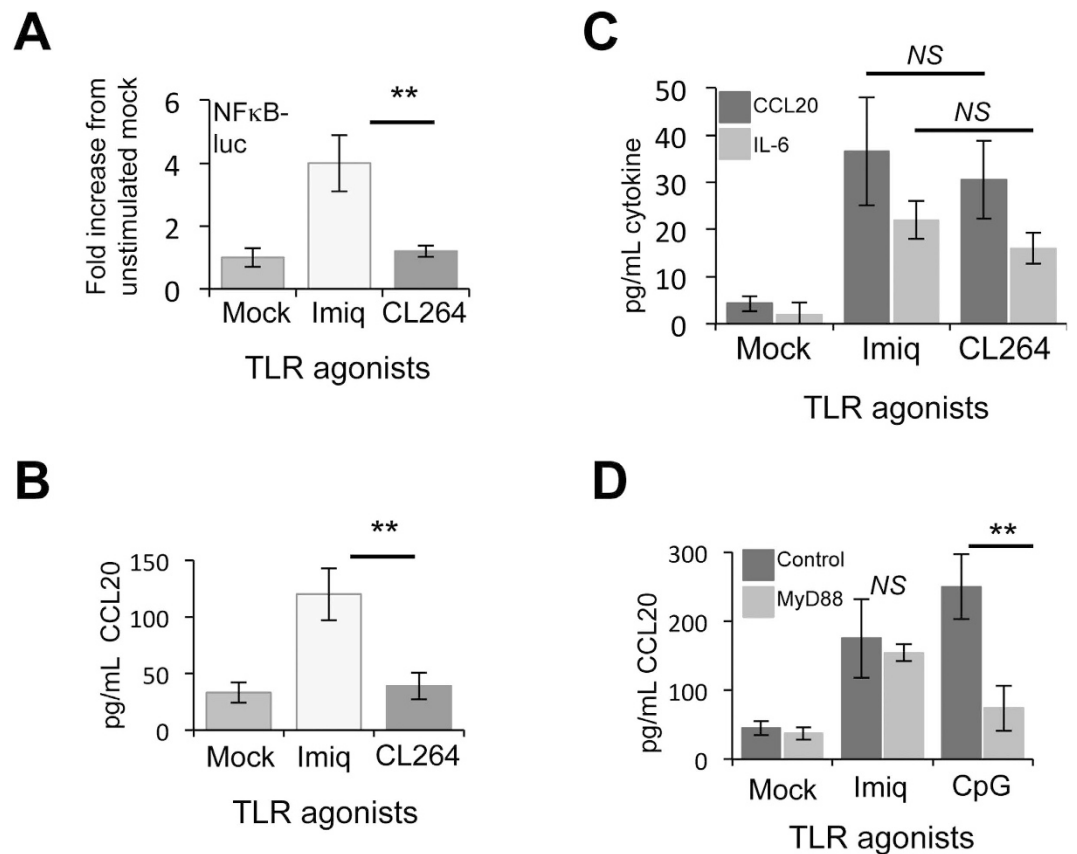 A
NFκB-
luc
**
Fold increase from
unstimulated mock
6
4
2
0
Mock Imiq CL264
TLR agonists
B
**
pg/mL CCL20
150
100
50
0
Mock Imiq CL264
TLR agonists
C
NS
NS
CCL20
IL-6
pg/mL cytokine
50
40
30
20
10
0
Mock Imiq CL264
TLR agonists
D
**
Control
MyD88
NS
pg/mL CCL20
300
200
100
0
Mock Imiq CpG
TLR agonists